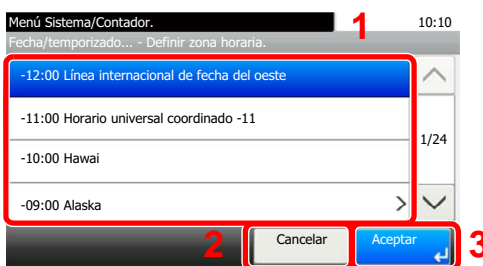 Menú Sistema/Contador. 1 10:10
Fecha/temporizado... - Definir zona horaria.
-12:00 Línea internacional de fecha del oeste
-11:00 Horario universal coordinado -11
1/24
-10:00 Hawai
-09:00 Alaska >
2 Cancelar Aceptar 3